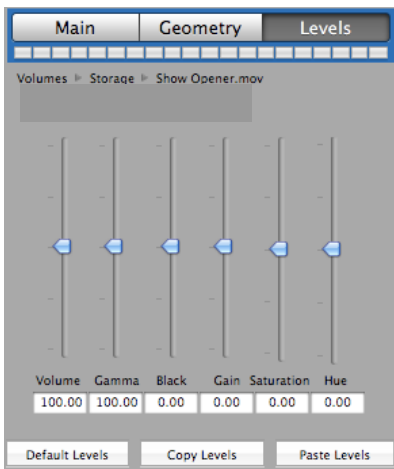 Main Geometry Levels
Volumes Storage Show Opener.mov
Volume Gamma Black Gain Saturation Hue
100.00 100.00 0.00 0.00 0.00 0.00
Default Levels Copy Levels Paste Levels